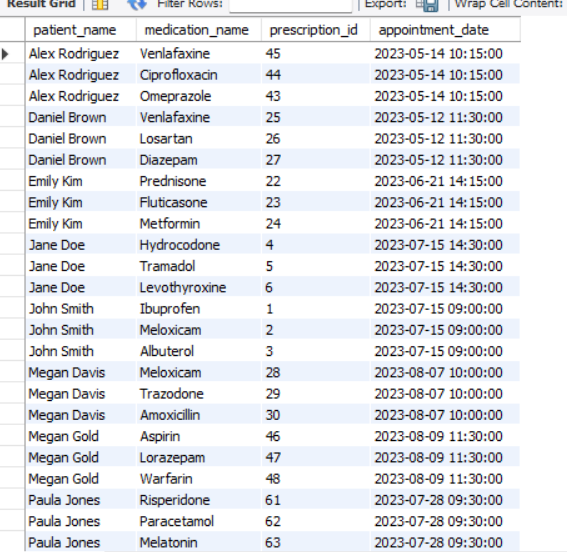 Result Grid Filter Rows: Export: Wrap Cell Content:
patient_name medication_name prescription_id appointment_date
Alex Rodriguez Venlafaxine 45 2023-05-14 10:15:00
Alex Rodriguez Ciprofloxacin 44 2023-05-14 10:15:00
Alex Rodriguez Omeprazole 43 2023-05-14 10:15:00
Daniel Brown Venlafaxine 25 2023-05-12 11:30:00
Daniel Brown Losartan 26 2023-05-12 11:30:00
Daniel Brown Diazepam 27 2023-05-12 11:30:00
Emily Kim Prednisone 22 2023-06-21 14:15:00
Emily Kim Fluticasone 23 2023-06-21 14:15:00
Emily Kim Metformin 24 2023-06-21 14:15:00
Jane Doe Hydrocodone 4 2023-07-15 14:30:00
Jane Doe Tramadol 5 2023-07-15 14:30:00
Jane Doe Levothyroxine 6 2023-07-15 14:30:00
John Smith Ibuprofen 1 2023-07-15 09:00:00
John Smith Meloxicam 2 2023-07-15 09:00:00
John Smith Albuterol 3 2023-07-15 09:00:00
Megan Davis Meloxicam 28 2023-08-07 10:00:00
Megan Davis Trazodone 29 2023-08-07 10:00:00
Megan Davis Amoxicillin 30 2023-08-07 10:00:00
Megan Gold Aspirin 46 2023-08-09 11:30:00
Megan Gold Lorazepam 47 2023-08-09 11:30:00
Megan Gold Warfarin 48 2023-08-09 11:30:00
Paula Jones Risperidone 61 2023-07-28 09:30:00
Paula Jones Paracetamol 62 2023-07-28 09:30:00
Paula Jones Melatonin 63 2023-07-28 09:30:00